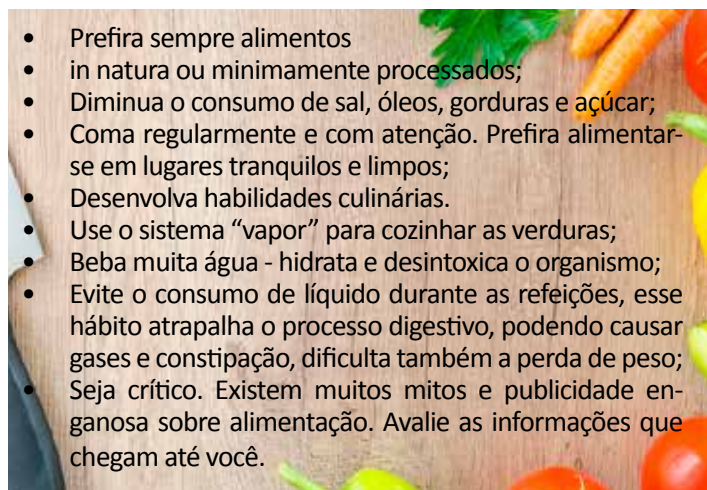 • Prefira sempre alimentos
• in natura ou minimamente processados;
• Diminua o consumo de sal, óleos, gorduras e açúcar;
• Coma regularmente e com atenção. Prefira alimentar-
se em lugares tranquilos e limpos;
• Desenvolva habilidades culinárias.
• Use o sistema “vapor” para cozinhar as verduras;
• Beba muita água - hidrata e desintoxica o organismo;
• Evite o consumo de líquido durante as refeições, esse
hábito atrapalha o processo digestivo, podendo causar
gases e constipação, dificulta também a perda de peso;
• Seja crítico. Existem muitos mitos e publicidade en-
ganosa sobre alimentação. Avalie as informações que
chegam até você.